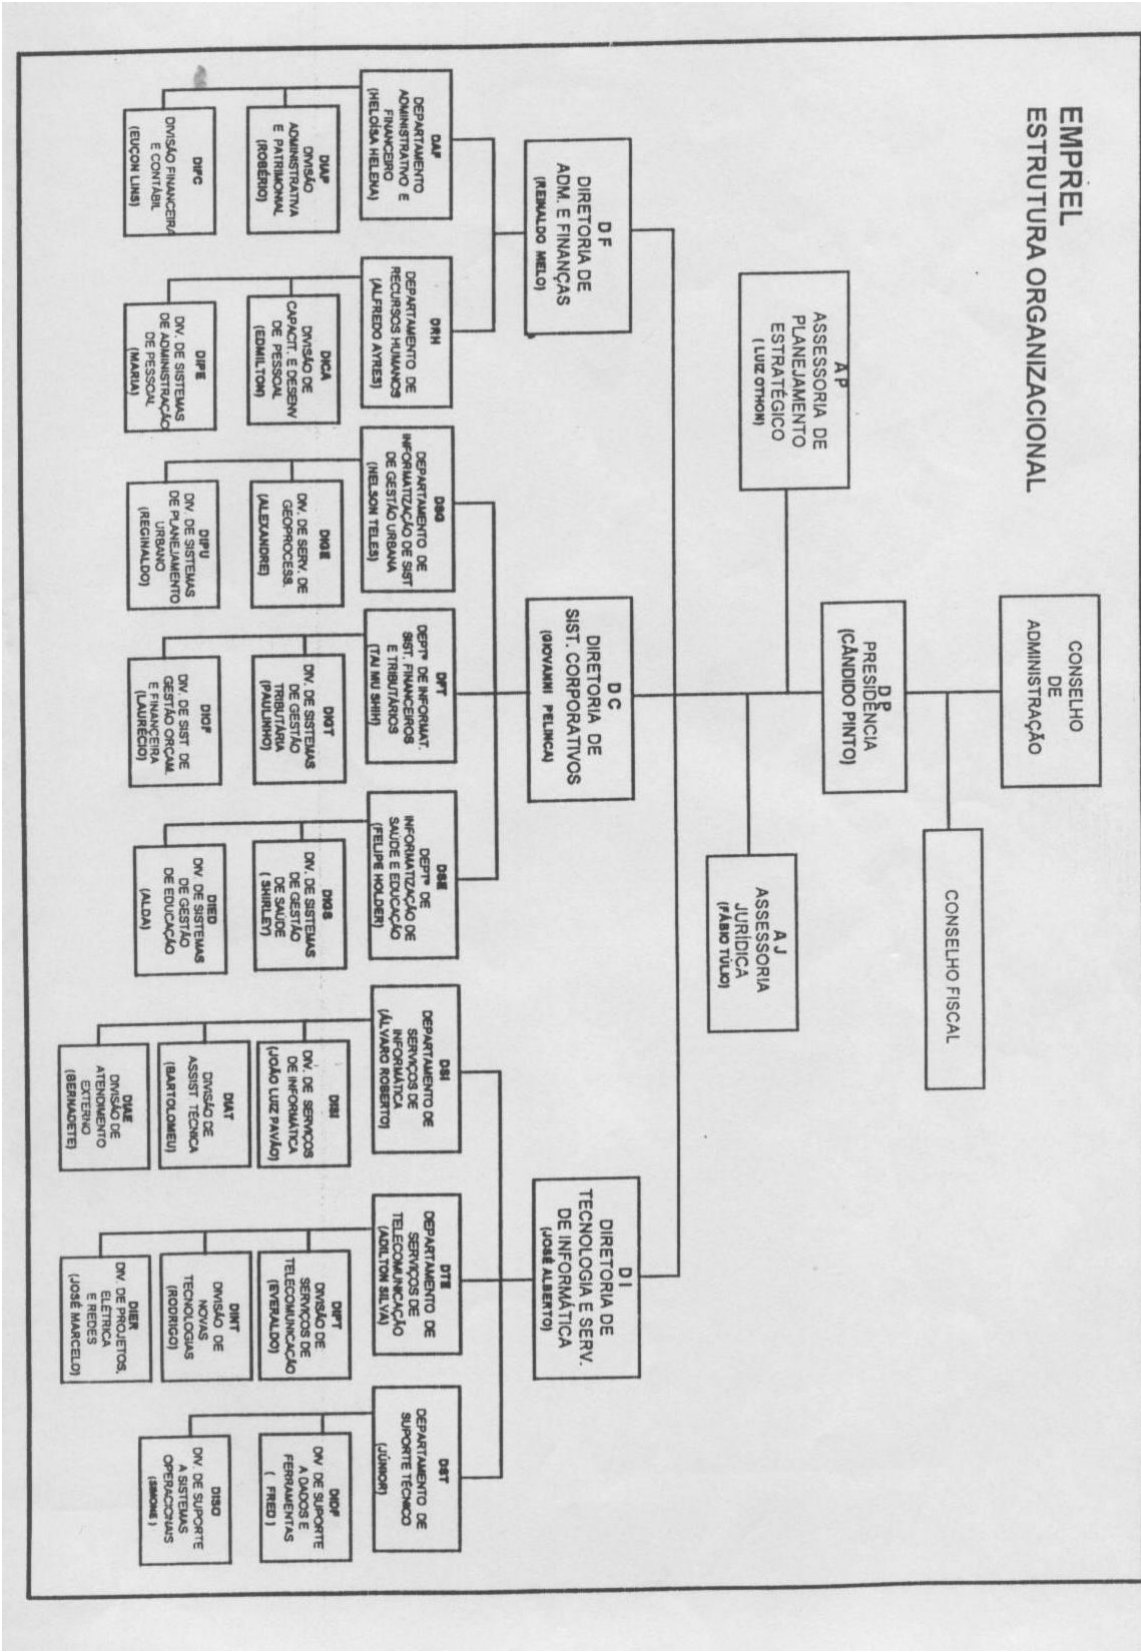 EMPREL
ESTRUTURA ORGANIZACIONAL
CONSELHO
DE
ADMINISTRAÇÃO
CONSELHO FISCAL
D P
PRESIDÊNCIA
(CÂNDIDO PINTO)
A P
ASSESSORIA DE
PLANEJAMENTO
ESTRATÉGICO
( LUIZ OTHON)
A J
ASSESSORIA
JURÍDICA
(FÁBIO TÚLIO)
D F
DIRETORIA DE
ADM. E FINANÇAS
(REINALDO MELO)
D C
DIRETORIA DE
SIST. CORPORATIVOS
(GIOVANNI PELINCA)
D I
DIRETORIA DE
TECNOLOGIA E SERV.
DE INFORMÁTICA
(JOSÉ ALBERTO)
DAF
DEPARTAMENTO
ADMINISTRATIVO E
FINANCEIRO
(HELOÍSA HELENA)
DRH
DEPARTAMENTO DE
RECURSOS HUMANOS
(ALFREDO AYRES)
DSG
DEPARTAMENTO DE
INFORMATIZAÇÃO DE SIST
DE GESTÃO URBANA
(NELSON TELES)
DFT
DEPTº DE INFORMAT.
SIST. FINANCEIROS
E TRIBUTÁRIOS
(TAI MU SHIH)
DSE
DEPTº DE
INFORMATIZAÇÃO DE
SAÚDE E EDUCAÇÃO
(FELIPE HOLDER)
DSI
DEPARTAMENTO DE
SERVIÇOS DE
INFORMÁTICA
(ÁLVARO ROBERTO)
DTE
DEPARTAMENTO DE
SERVIÇOS DE
TELECOMUNICAÇÃO
(ADILTON SILVA)
DST
DEPARTAMENTO DE
SUPORTE TÉCNICO
(JÚNIOR)
DIAP
DIVISÃO
ADMINISTRATIVA
E PATRIMONIAL
(ROBÉRIO)
DICA
DIVISÃO DE
CAPACIT. E DESENV
DE PESSOAL
(EDMILTON)
DIGE
DIV. DE SERV. DE
GEOPROCESS.
(ALEXANDRE)
DIGT
DIV. DE SISTEMAS
DE GESTÃO
TRIBUTÁRIA
(PAULINHO)
DIGS
DIV. DE SISTEMAS
DE GESTÃO
DE SAUDE
( SHIRLEY)
DISI
DIV. DE SERVIÇOS
DE INFORMÁTICA
(JOÃO LUIZ PAVÃO)
DIPT
DIVISÃO DE
SERVIÇOS DE
TELECOMUNICAÇÃO
(EVERALDO)
DIDF
DIV DE SUPORTE
A DADOS E
FERRAMENTAS
( FRED )
DIFC
DIVISÃO FINANCEIRA
E CONTÁBIL
(EUÇON LINS)
DIPE
DIV. DE SISTEMAS
DE ADMINISTRAÇÃO
DE PESSOAL
(MARIA)
DIPU
DIV. DE SISTEMAS
DE PLANEJAMENTO
URBANO
(REGINALDO)
DIOF
DIV. DE SIST DE
GESTÃO ORÇAM.
E FINANCEIRA
(LAURECIO)
DIED
DIV. DE SISTEMAS
DE GESTÃO
DE EDUCAÇÃO
(ALDA)
DIAT
DIVISÃO DE
ASSIST. TÉCNICA
(BARTOLOMEU)
DINT
DIVISÃO DE
NOVAS
TECNOLOGIAS
(RODRIGO)
DISO
DIV. DE SUPORTE
A SISTEMAS
OPERACIONAIS
(SIMONE )
DIAE
DIVISÃO DE
ATENDIMENTO
EXTERNO
(BERNADETE)
DIER
DIV. DE PROJETOS,
ELÉTRICA
E REDES
(JOSÉ MARCELO)